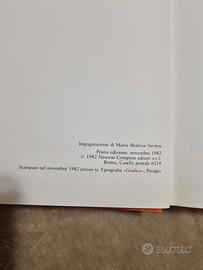 Impaginazione di Maria Beatrice
Prima edizione: novembre 1982
© 1982 Newton Compton editori s.r.l.
Roma, Casella postale 6214
Stampato nel novembre 1982 presso la Tipografia «Grafica», Perugia
subito